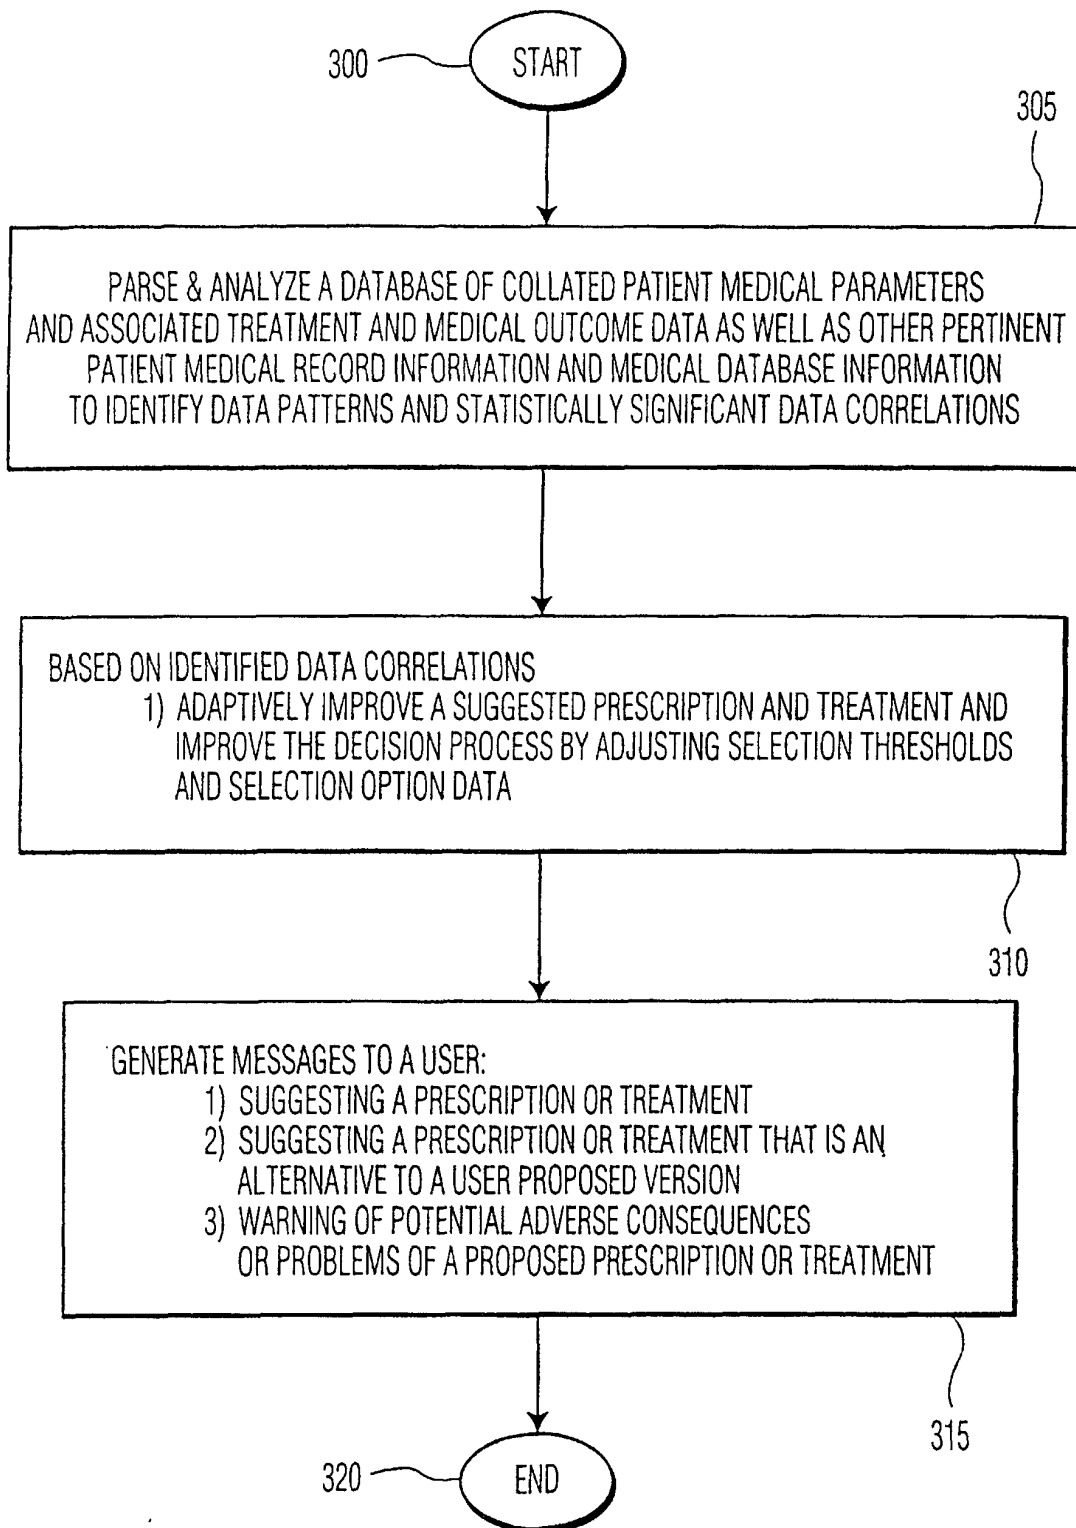 START
300
305
PARSE & ANALYZE A DATABASE OF COLLATED PATIENT MEDICAL PARAMETERS
AND ASSOCIATED TREATMENT AND MEDICAL OUTCOME DATA AS WELL AS OTHER PERTINENT
PATIENT MEDICAL RECORD INFORMATION AND MEDICAL DATABASE INFORMATION
TO IDENTIFY DATA PATTERNS AND STATISTICALLY SIGNIFICANT DATA CORRELATIONS
BASED ON IDENTIFIED DATA CORRELATIONS
1) ADAPTIVELY IMPROVE A SUGGESTED PRESCRIPTION AND TREATMENT AND
IMPROVE THE DECISION PROCESS BY ADJUSTING SELECTION THRESHOLDS
AND SELECTION OPTION DATA
310
GENERATE MESSAGES TO A USER:
1) SUGGESTING A PRESCRIPTION OR TREATMENT
2) SUGGESTING A PRESCRIPTION OR TREATMENT THAT IS AN
ALTERNATIVE TO A USER PROPOSED VERSION
3) WARNING OF POTENTIAL ADVERSE CONSEQUENCES
OR PROBLEMS OF A PROPOSED PRESCRIPTION OR TREATMENT
315
320
END